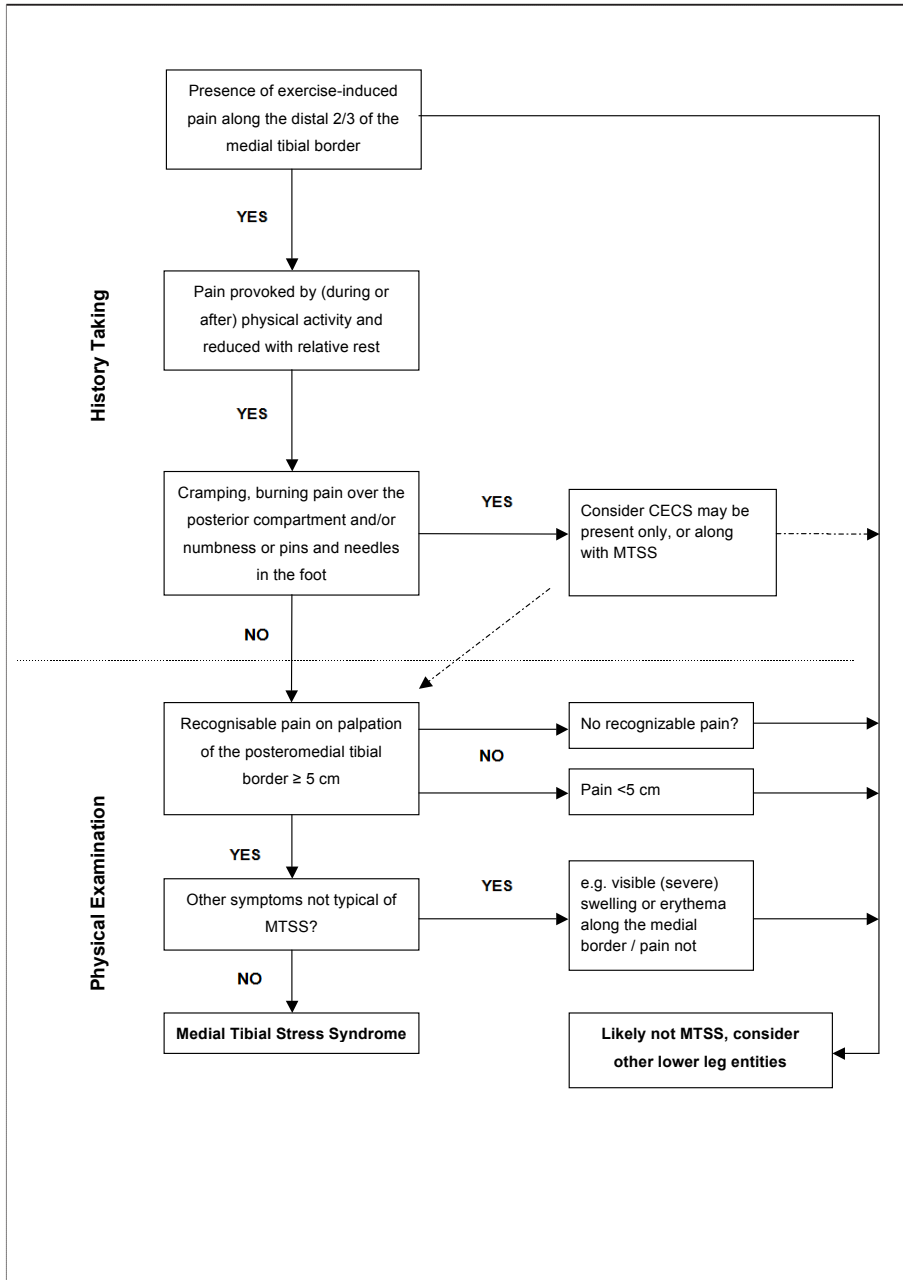 Presence of exercise-induced
pain along the distal 2/3 of the
medial tibial border
YES
History Taking
Pain provoked by (during or
after) physical activity and
reduced with relative rest
YES
Cramping, burning pain over the
posterior compartment and/or
numbness or pins and needles
in the foot
YES
Consider CECS may be
present only, or along
with MTSS
NO
Physical Examination
Recognisable pain on palpation
of the posteromedial tibial
border ≥ 5 cm
NO
No recognizable pain?
Pain <5 cm
YES
Other symptoms not typical of
MTSS?
YES
e.g. visible (severe)
swelling or erythema
along the medial
border / pain not
NO
Medial Tibial Stress Syndrome
Likely not MTSS, consider
other lower leg entities